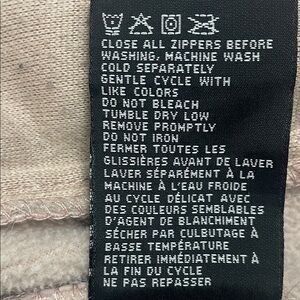 CLOSE ALL ZIPPERS BEFORE
WASHING, MACHINE WASH
COLD SEPARATELY
GENTLE CYCLE WITH
LIKE COLORS
DO NOT BLEACH
TUMBLE DRY LOW
REMOVE PROMPTLY
DO NOT IRON
FERMER TOUTES LES
GLISSIÈRES AVANT DE LAVER
LAVER SÉPARÉMENT À LA
MACHINE À L'EAU FROIDE
AU CYCLE DÉLICAT AVEC
DES COULEURS SEMBLABLES
D'AGENT DE BLANCHIMENT
SÉCHER PAR CULBUTAGE À
BASSE TEMPÉRATURE
RETIRER IMMÉDIATEMENT À
LA FIN DU CYCLE
NE PAS REPASSER